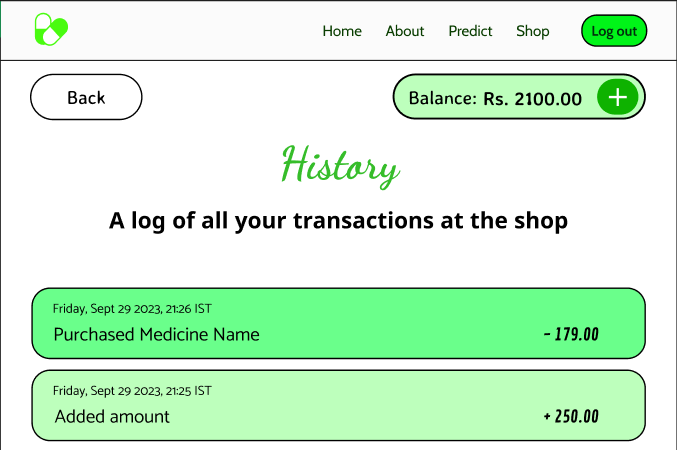 Home About Predict Shop Log out
Back Balance: Rs. 2100.00 +
History
A log of all your transactions at the shop
Friday, Sept 29 2023, 21:26 IST
Purchased Medicine Name - 179.00
Friday, Sept 29 2023, 21:25 IST
Added amount + 250.00